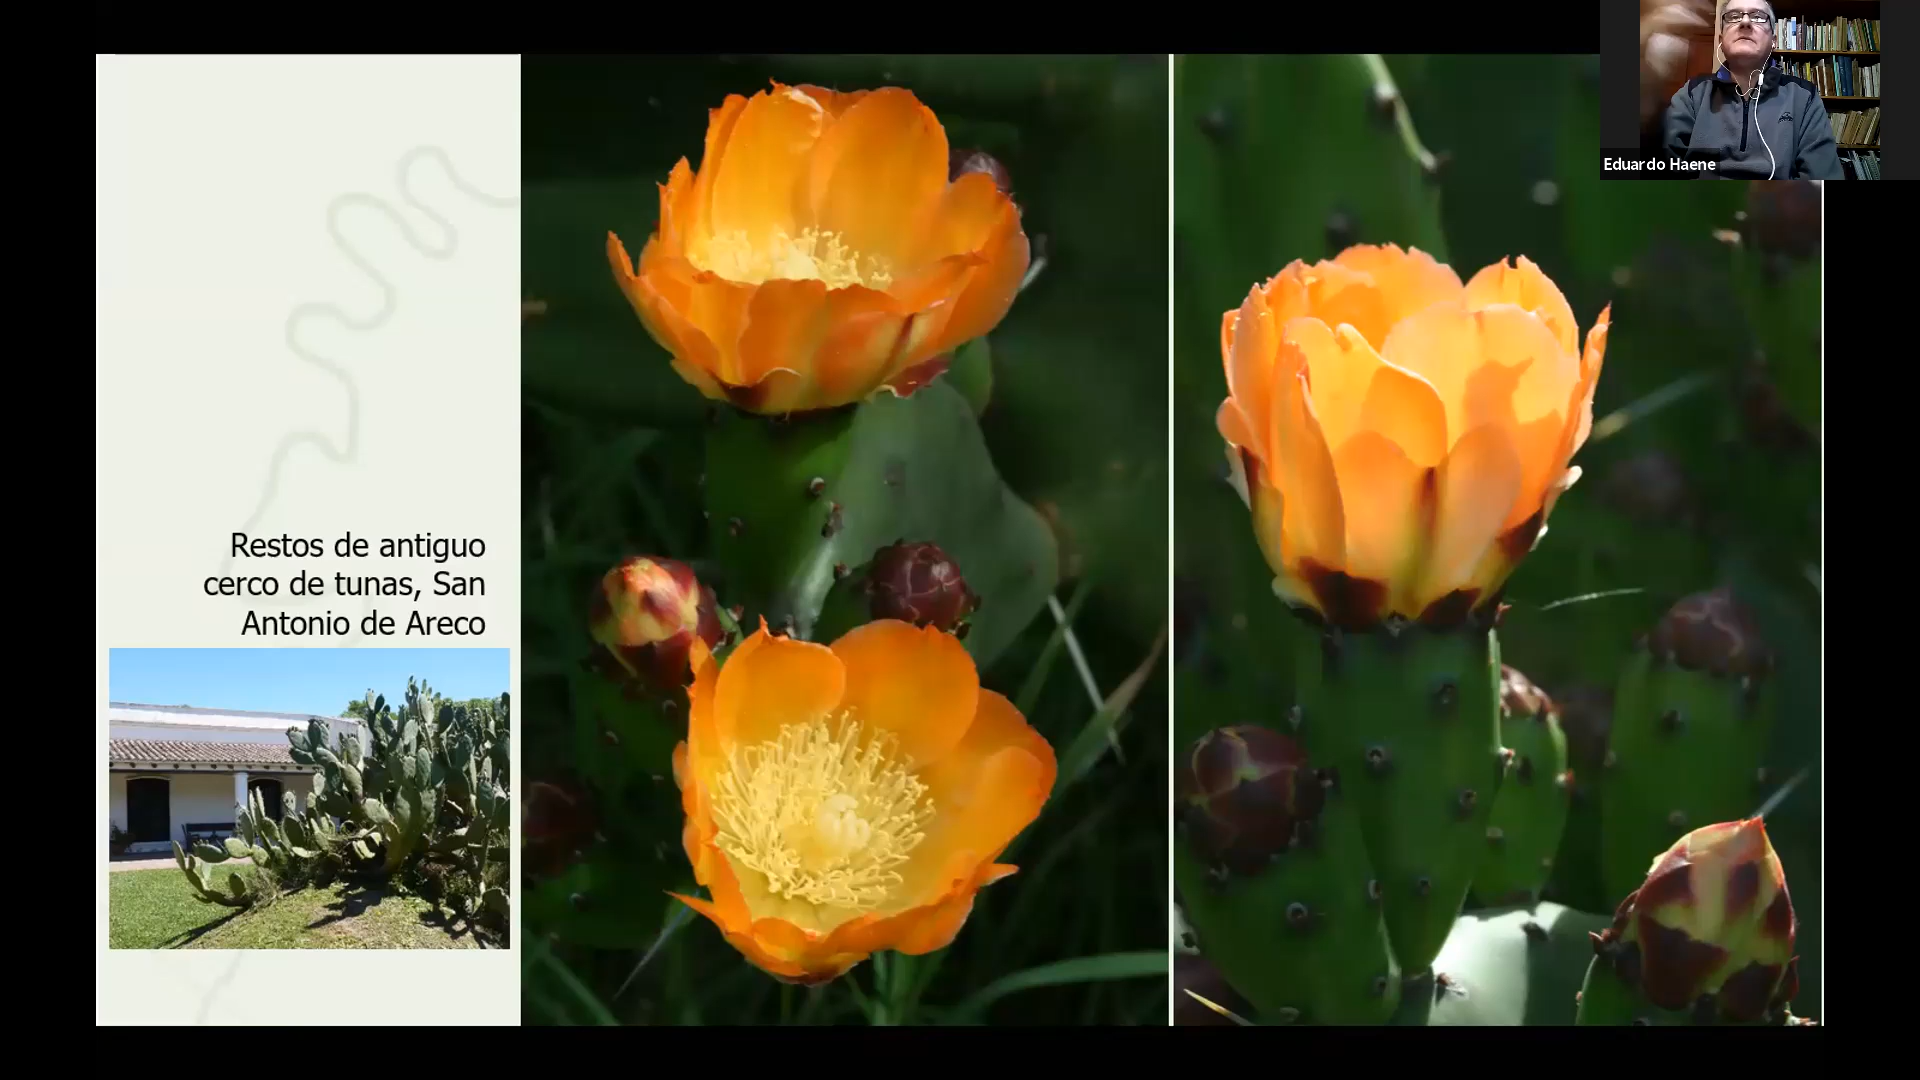 Restos de antiguo
cerco de tunas, San
Antonio de Areco
Eduardo Haene